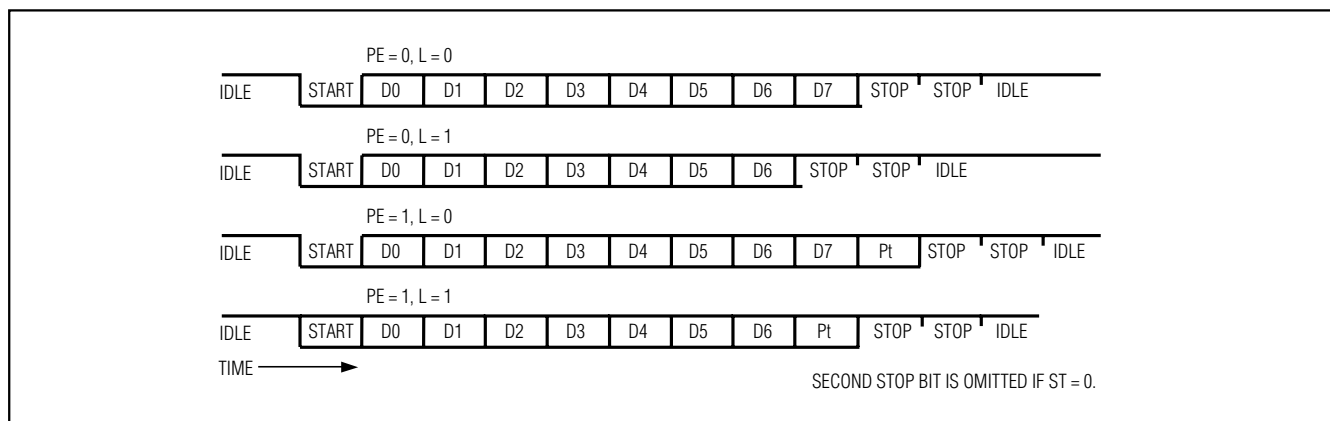 PE = 0, L = 0
IDLE START D0 D1 D2 D3 D4 D5 D6 D7 STOP STOP IDLE
PE = 0, L = 1
IDLE START D0 D1 D2 D3 D4 D5 D6 STOP STOP IDLE
PE = 1, L = 0
IDLE START D0 D1 D2 D3 D4 D5 D6 D7 Pt STOP STOP IDLE
PE = 1, L = 1
IDLE START D0 D1 D2 D3 D4 D5 D6 Pt STOP STOP IDLE
TIME
SECOND STOP BIT IS OMITTED IF ST = 0.